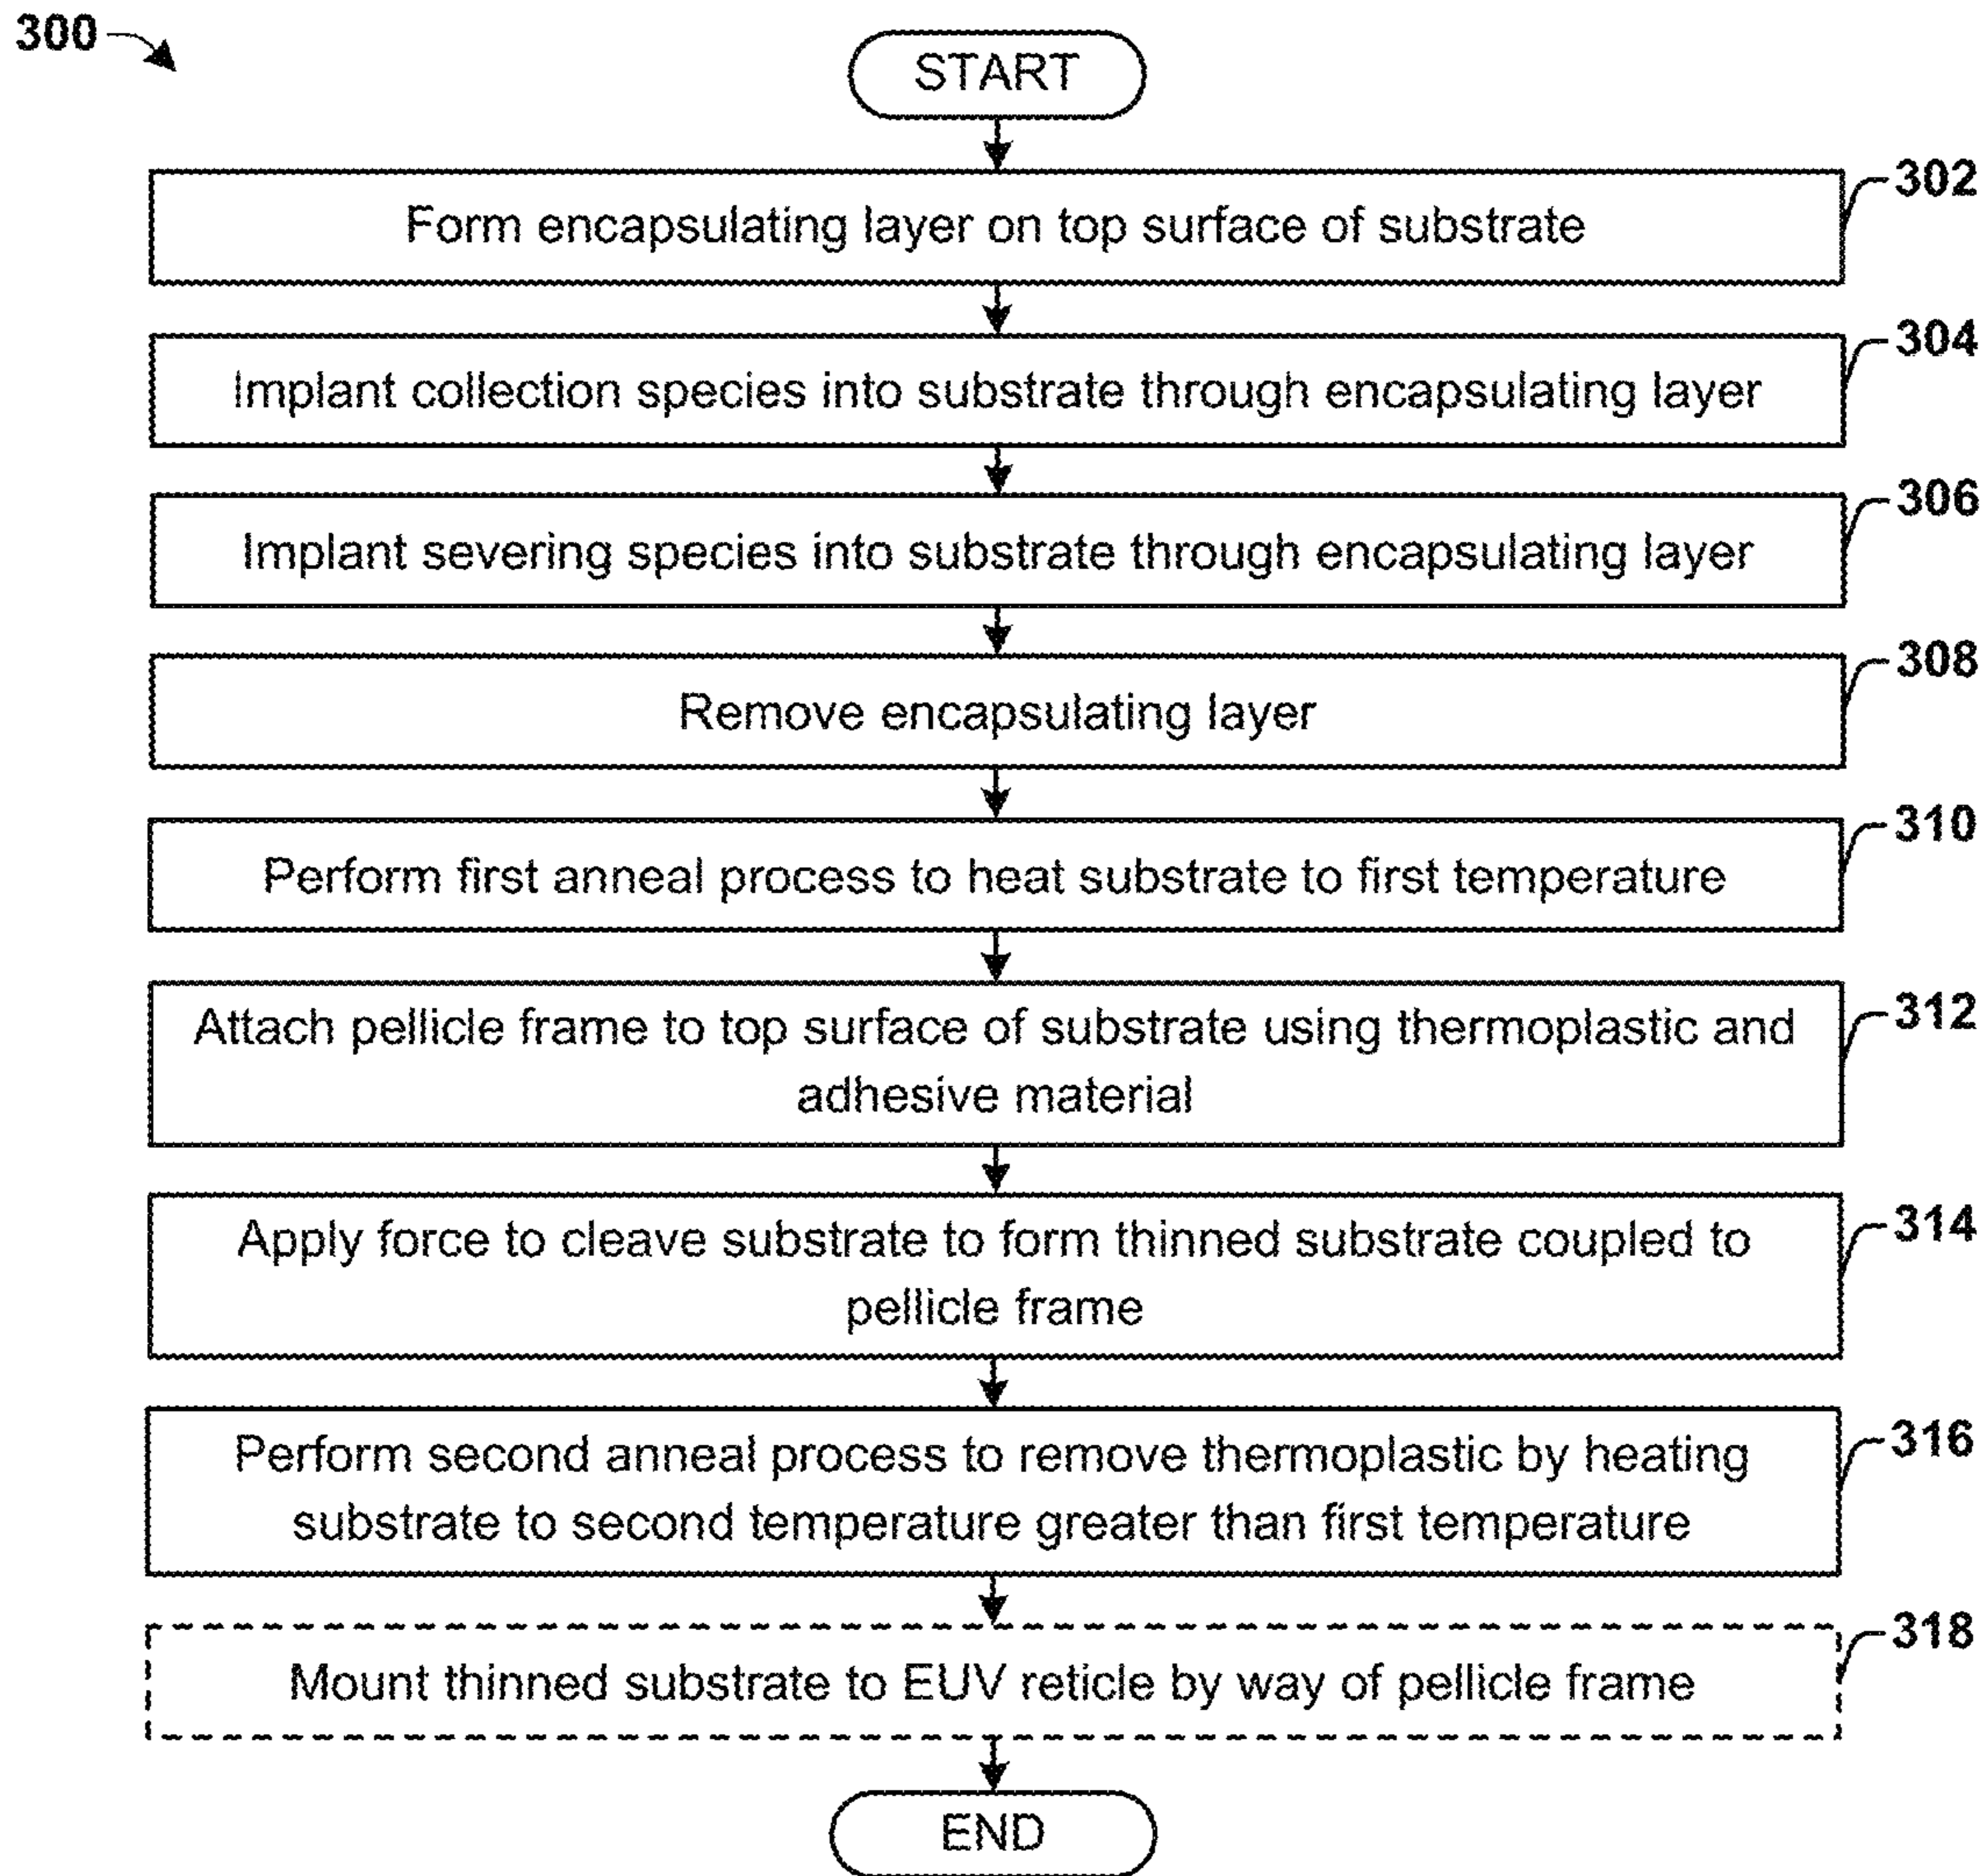 300
START
Form encapsulating layer on top surface of substrate
302
Implant collection species into substrate through encapsulating layer
304
Implant severing species into substrate through encapsulating layer
306
Remove encapsulating layer
308
Perform first anneal process to heat substrate to first temperature
310
Attach pellicle frame to top surface of substrate using thermoplastic and
adhesive material
312
Apply force to cleave substrate to form thinned substrate coupled to
pellicle frame
314
Perform second anneal process to remove thermoplastic by heating
substrate to second temperature greater than first temperature
316
Mount thinned substrate to EUV reticle by way of pellicle frame
318
END